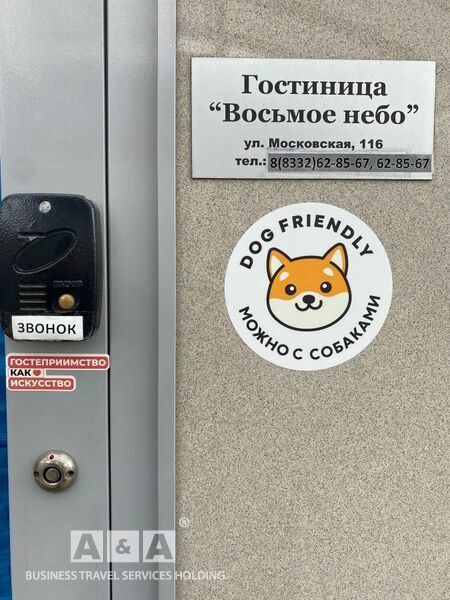 Гостиница
“Восьмое небо”
ул. Московская, 116
тел.: 8(8332)62-85-67, 62-85-67
DOG FRIENDLY
МОЖНО С СОБАКАМИ
ЗВОНОК
ГОСТЕПРИИМСТВО
КАК
ИСКУССТВО
A & A ®
BUSINESS TRAVEL SERVICES HOLDING